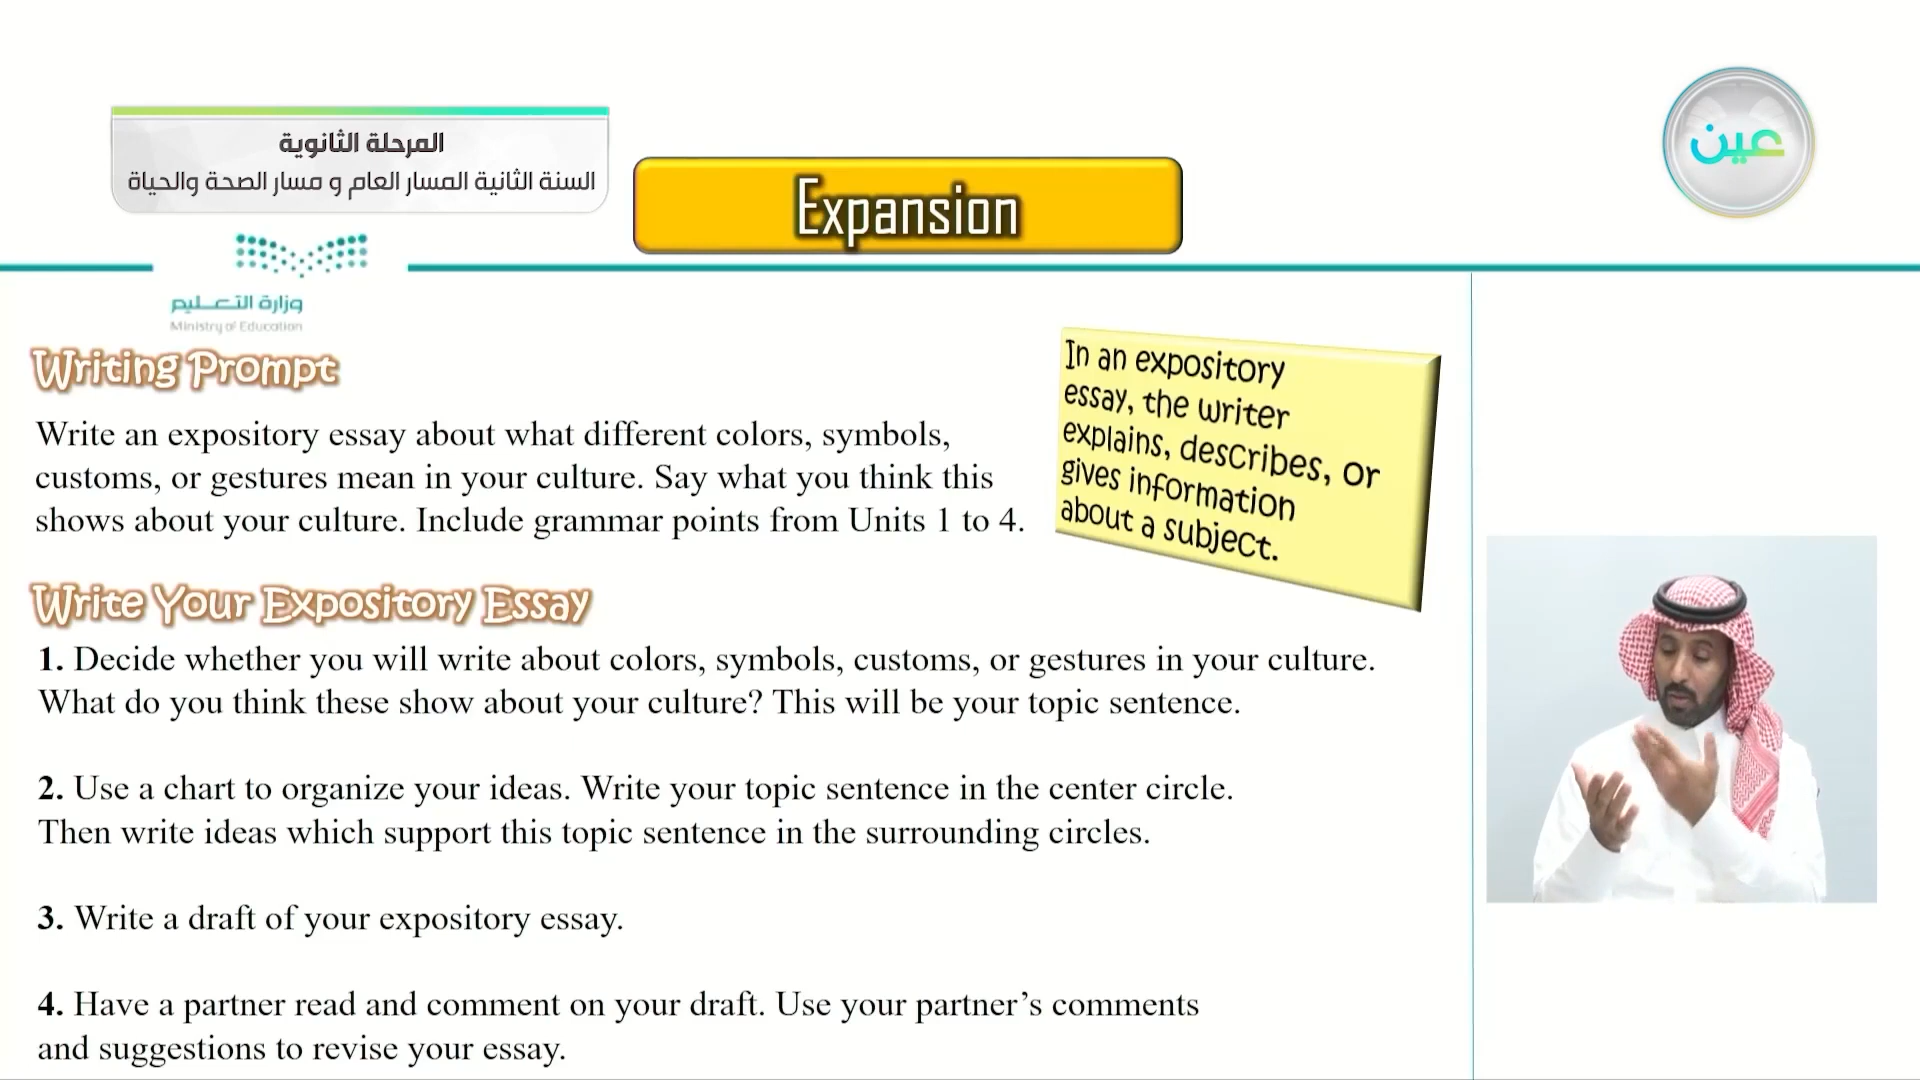 المرحلة الثانوية
السنة الثانية المسار العام و مسار الصحة والحياة
عين
Expansion
وزارة التعليم
Ministry of Education
Writing Prompt
Write an expository essay about what different colors, symbols,
customs, or gestures mean in your culture. Say what you think this
shows about your culture. Include grammar points from Units 1 to 4.
In an expository
essay, the writer
explains, describes, or
gives information
about a subject.
Write Your Expository Essay
1. Decide whether you will write about colors, symbols, customs, or gestures in your culture.
What do you think these show about your culture? This will be your topic sentence.
2. Use a chart to organize your ideas. Write your topic sentence in the center circle.
Then write ideas which support this topic sentence in the surrounding circles.
3. Write a draft of your expository essay.
4. Have a partner read and comment on your draft. Use your partner’s comments
and suggestions to revise your essay.